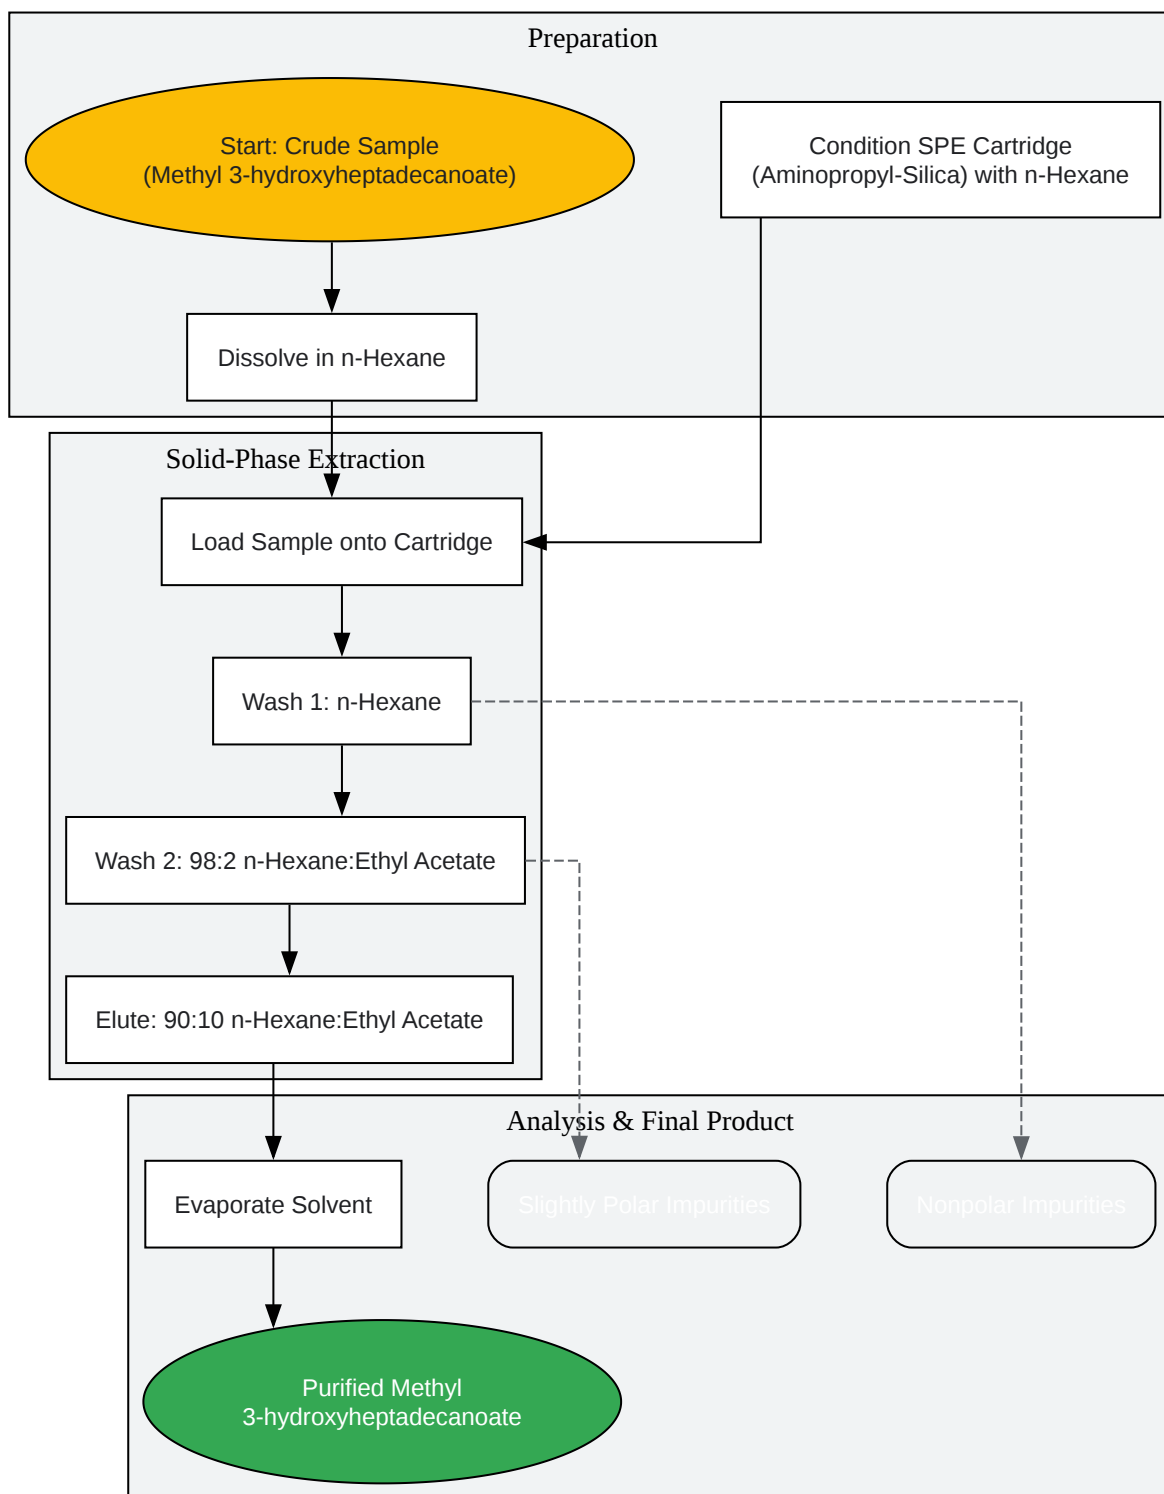 Preparation
Start: Crude Sample
(Methyl 3-hydroxyheptadecanoate)
Condition SPE Cartridge
(Aminopropyl-Silica) with n-Hexane
Dissolve in n-Hexane
Solid-Phase Extraction
Load Sample onto Cartridge
Wash 1: n-Hexane
Wash 2: 98:2 n-Hexane:Ethyl Acetate
Elute: 90:10 n-Hexane:Ethyl Acetate
Analysis & Final Product
Evaporate Solvent
Slightly Polar Impurities
Nonpolar Impurities
Purified Methyl
3-hydroxyheptadecanoate